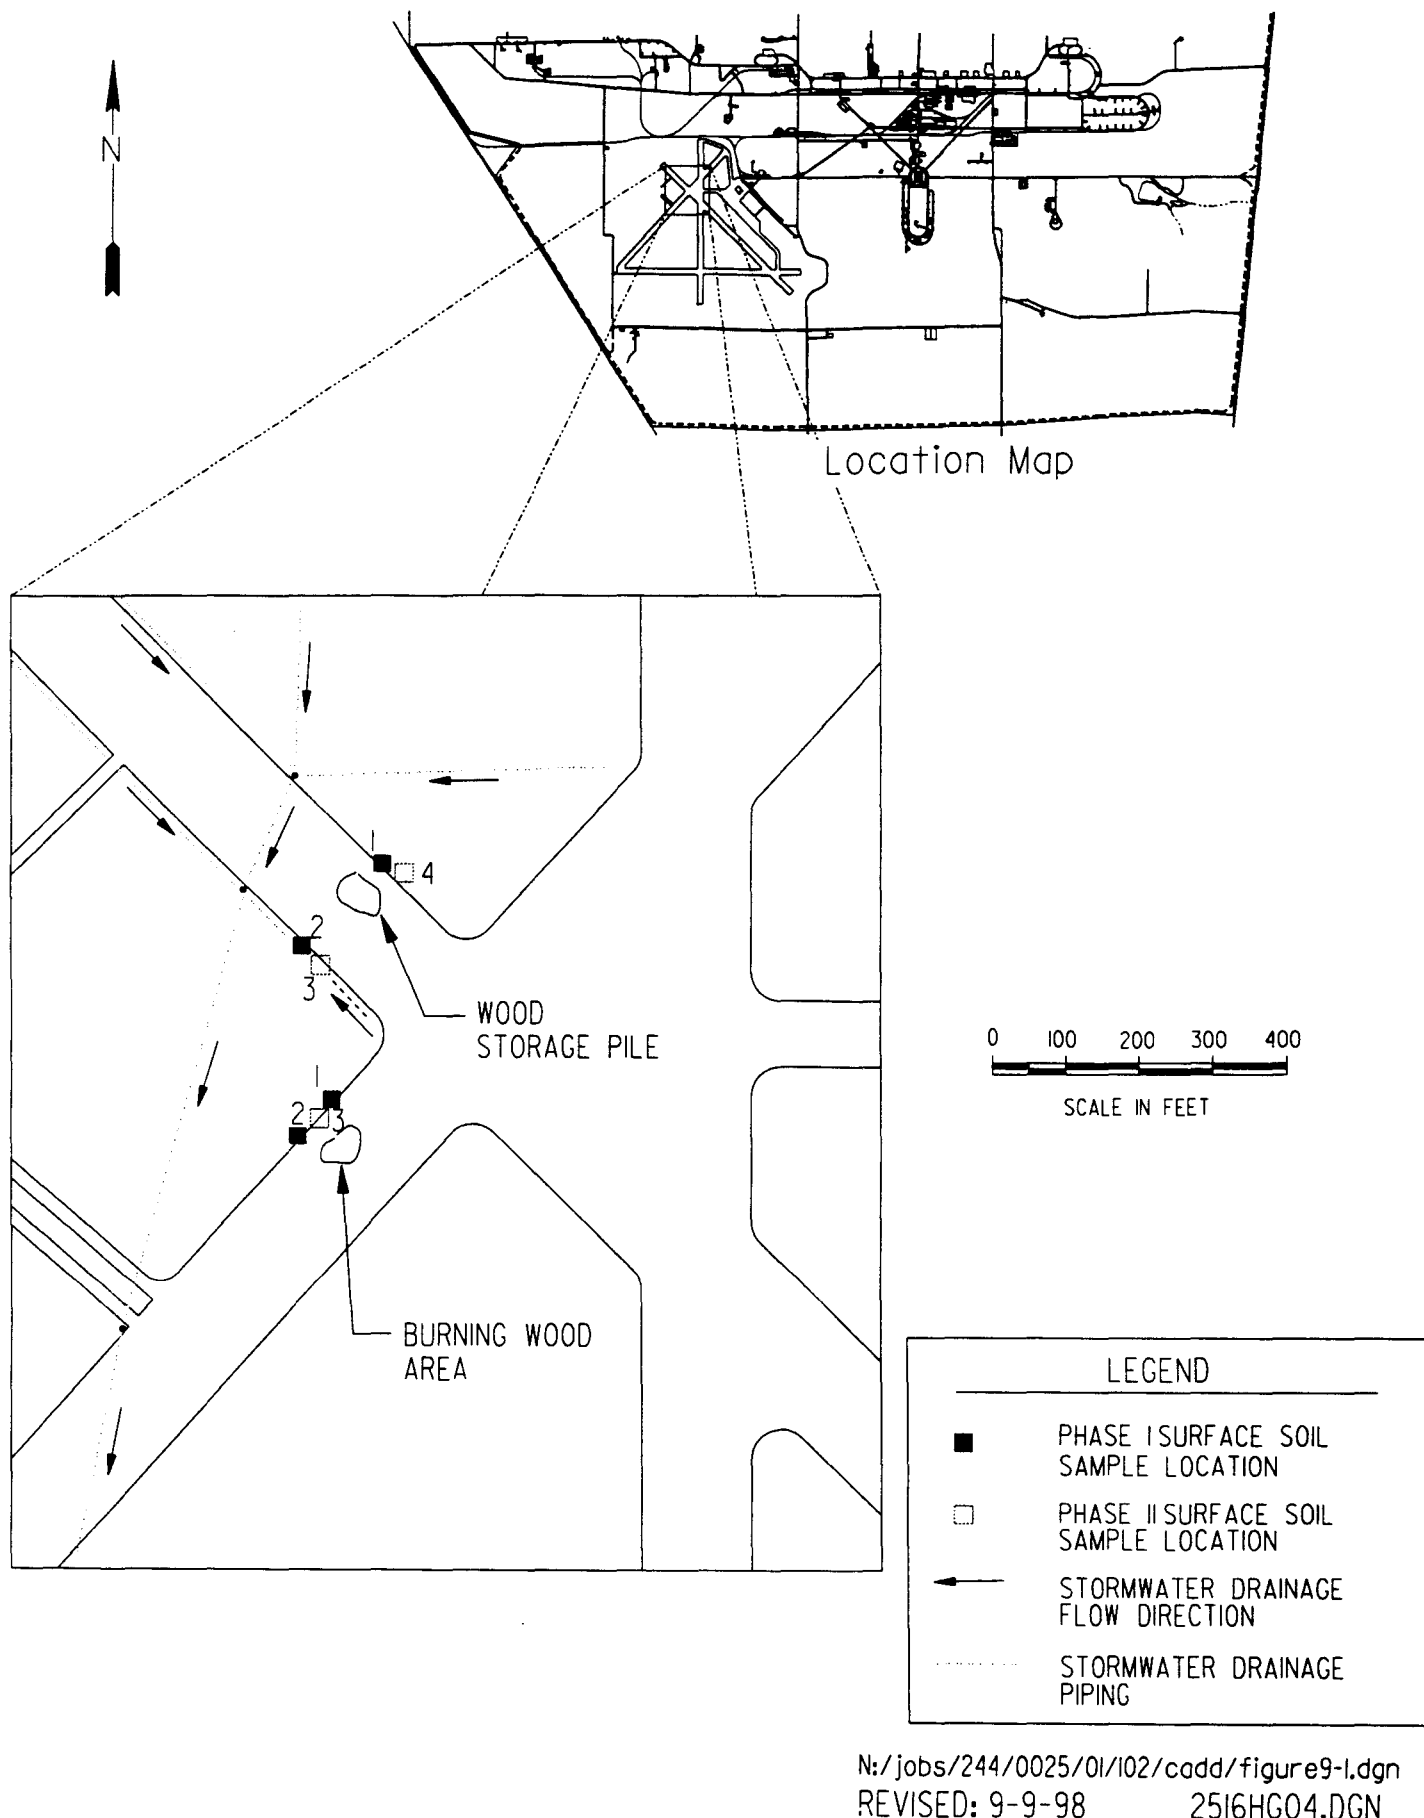 N
Location Map
1
4
2
3
WOOD
STORAGE PILE
0 100 200 300 400
SCALE IN FEET
1
2 3
BURNING WOOD
AREA
LEGEND
PHASE I SURFACE SOIL
SAMPLE LOCATION
PHASE II SURFACE SOIL
SAMPLE LOCATION
STORMWATER DRAINAGE
FLOW DIRECTION
STORMWATER DRAINAGE
PIPING
N:/jobs/244/0025/01/102/cadd/figure9-1.dgn
REVISED: 9-9-98 2516HG04.DGN